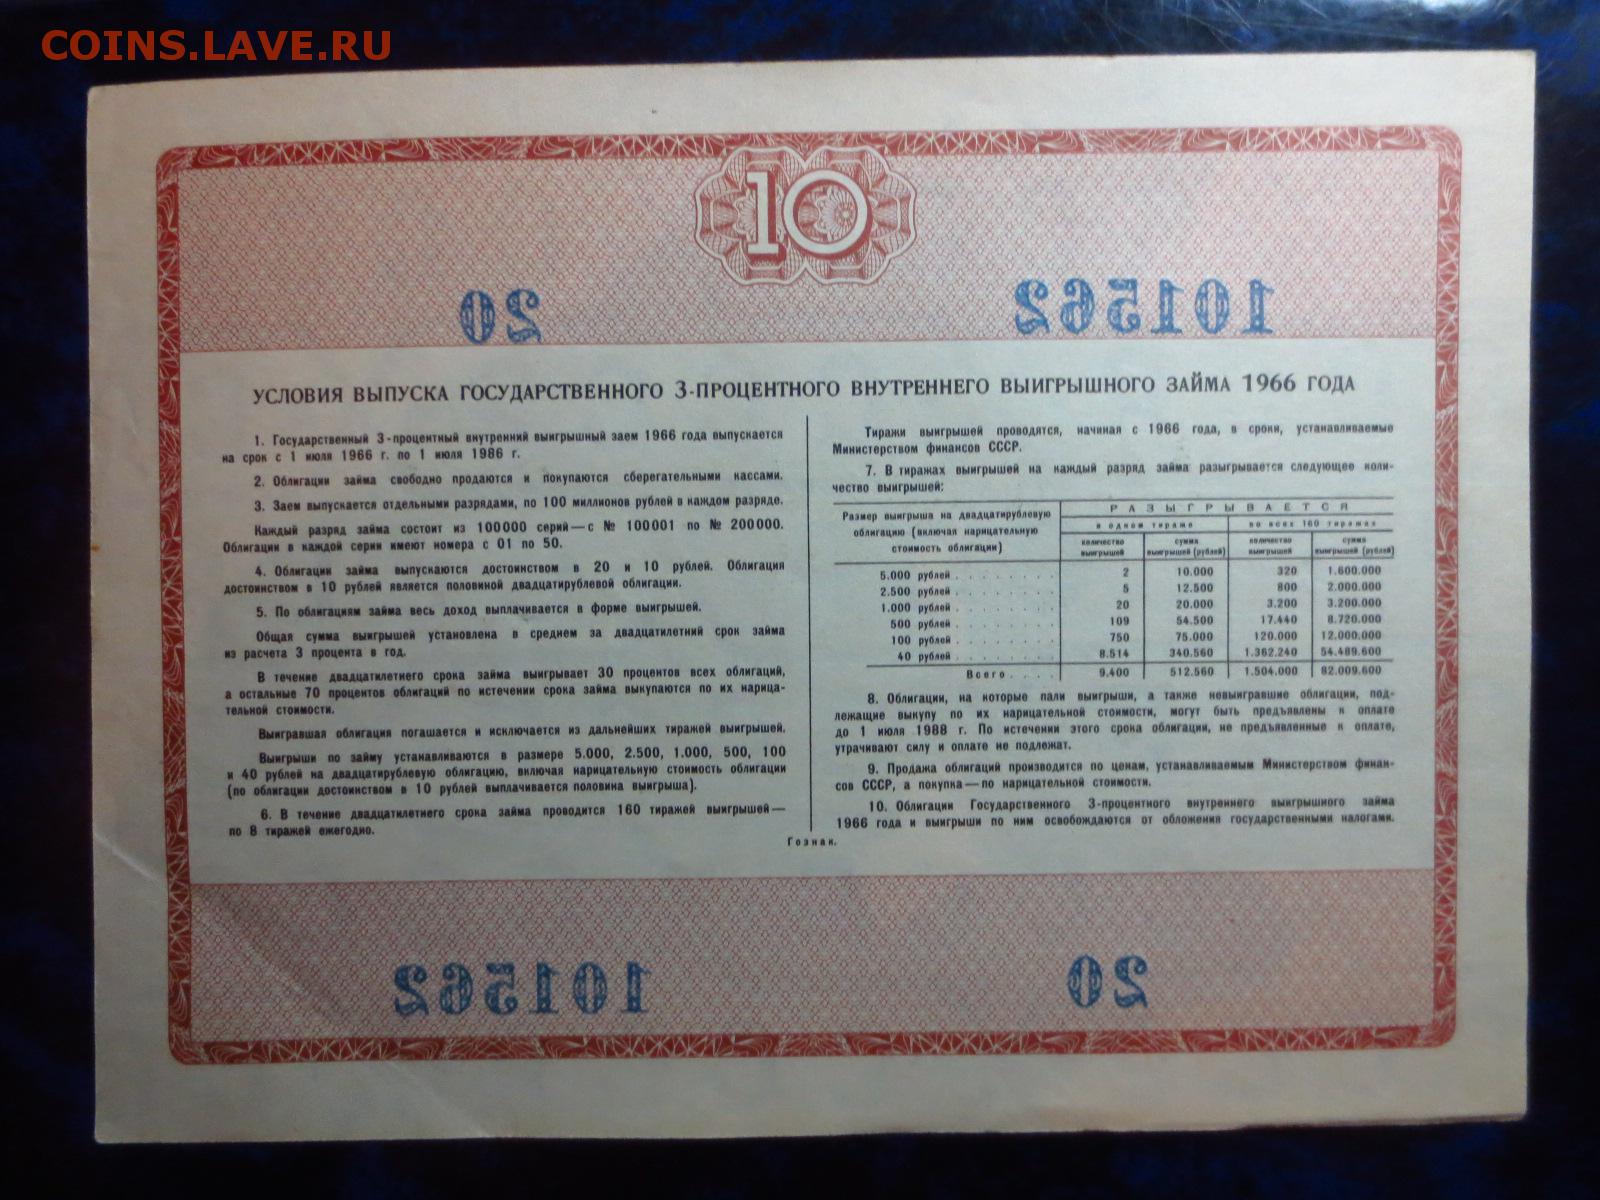 COINS.LAVE.RU
10
20 101562
УСЛОВИЯ ВЫПУСКА ГОСУДАРСТВЕННОГО 3-ПРОЦЕНТНОГО ВНУТРЕННЕГО ВЫИГРЫШНОГО ЗАЙМА 1966 ГОДА
1. Государственный 3-процентный внутренний выигрышный заем 1966 года выпускается
на срок с 1 июля 1966 г. по 1 июля 1986 г.
2. Облигации займа свободно продаются и покупаются сберегательными кассами.
3. Заем выпускается отдельными разрядами, по 100 миллионов рублей в каждом разряде.
Каждый разряд займа состоит из 100000 серий — с № 100001 по № 200000.
Облигации в каждой серии имеют номера с 01 по 50.
4. Облигации займа выпускаются достоинством в 20 и 10 рублей. Облигация
достоинством в 10 рублей является половиной двадцатирублевой облигации.
5. По облигациям займа весь доход выплачивается в форме выигрышей.
Общая сумма выигрышей установлена в среднем за двадцатилетний срок займа
из расчета 3 процента в год.
В течение двадцатилетнего срока займа выигрывает 30 процентов всех облигаций,
а остальные 70 процентов облигаций по истечении срока займа выкупаются по их нарица-
тельной стоимости.
Выигравшая облигация погашается и исключается из дальнейших тиражей выигрышей.
Выигрыши по займу устанавливаются в размере 5.000, 2.500, 1.000, 500, 100
и 40 рублей на двадцатирублевую облигацию, включая нарицательную стоимость облигации
(по облигации достоинством в 10 рублей выплачивается половина выигрыша).
6. В течение двадцатилетнего срока займа проводится 160 тиражей выигрышей —
по 8 тиражей ежегодно.
Тиражи выигрышей проводятся, начиная с 1966 года, в сроки, устанавливаемые
Министерством финансов СССР.
7. В тиражах выигрышей на каждый разряд займа разыгрывается следующее коли-
чество выигрышей:
Размер выигрыша на двадцатирублевую
облигацию (включая нарицательную
стоимость облигации)
РАЗЫГРЫВАЕТСЯ
в одном тираже во всех 160 тиражах
количество выигрышей сумма выигрышей (рублей) количество выигрышей сумма выигрышей (рублей)
5.000 рублей . . . . . . . . 2 10.000 320 1.600.000
2.500 рублей . . . . . . . . 5 12.500 800 2.000.000
1.000 рублей . . . . . . . . 20 20.000 3.200 3.200.000
500 рублей . . . . . . . . 109 54.500 17.440 8.720.000
100 рублей . . . . . . . . 750 75.000 120.000 12.000.000
40 рублей . . . . . . . . 8.514 340.560 1.362.240 54.489.600
Всего . . . . 9.400 512.560 1.504.000 82.009.600
8. Облигации, на которые пали выигрыши, а также невыигравшие облигации, под-
лежащие выкупу по их нарицательной стоимости, могут быть предъявлены к оплате
до 1 июля 1988 г. По истечении этого срока облигации, не предъявленные к оплате,
утрачивают силу и оплате не подлежат.
9. Продажа облигаций производится по ценам, устанавливаемым Министерством финан-
сов СССР, а покупка — по нарицательной стоимости.
10. Облигации Государственного 3-процентного внутреннего выигрышного займа
1966 года и выигрыши по ним освобождаются от обложения государственными налогами.
Гознак.
101562 20